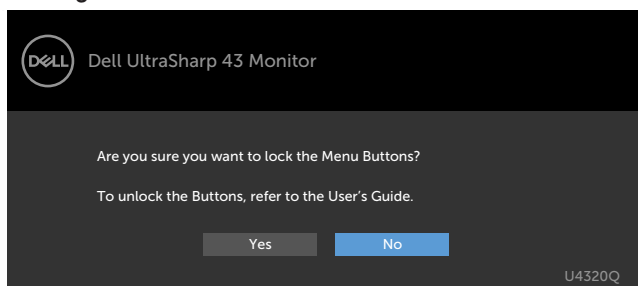 DELL
Dell UltraSharp 43 Monitor
Are you sure you want to lock the Menu Buttons?
To unlock the Buttons, refer to the User's Guide.
Yes
No
U4320Q